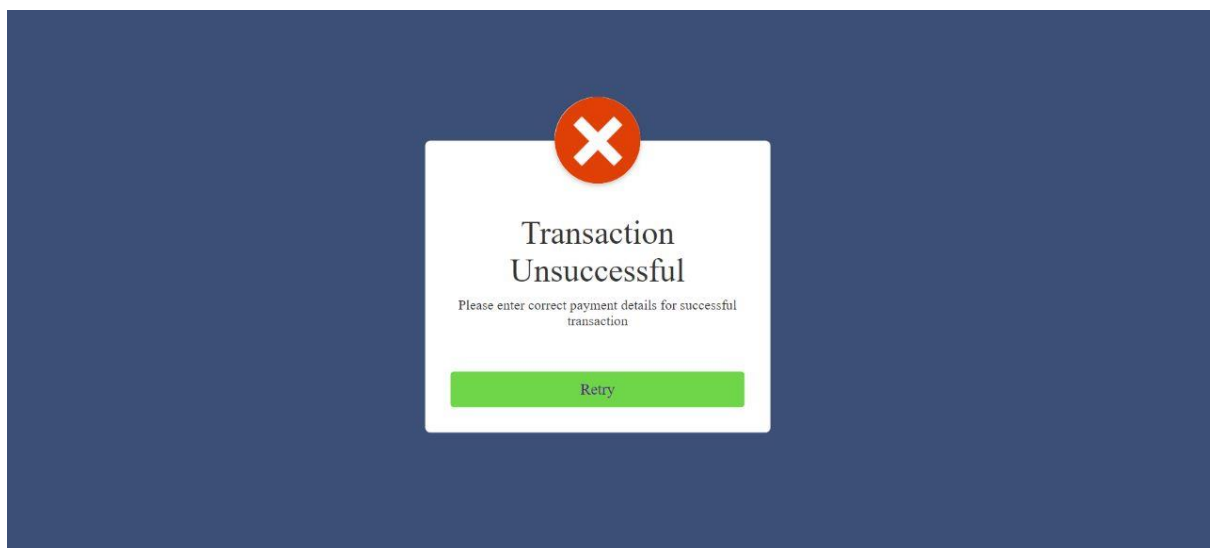 Transaction
Unsuccessful
Please enter correct payment details for successful
transaction
Retry